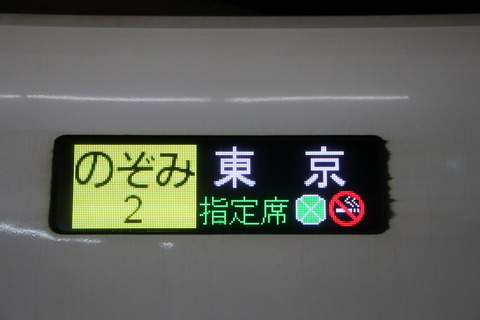 のぞみ 東京
2 指定席